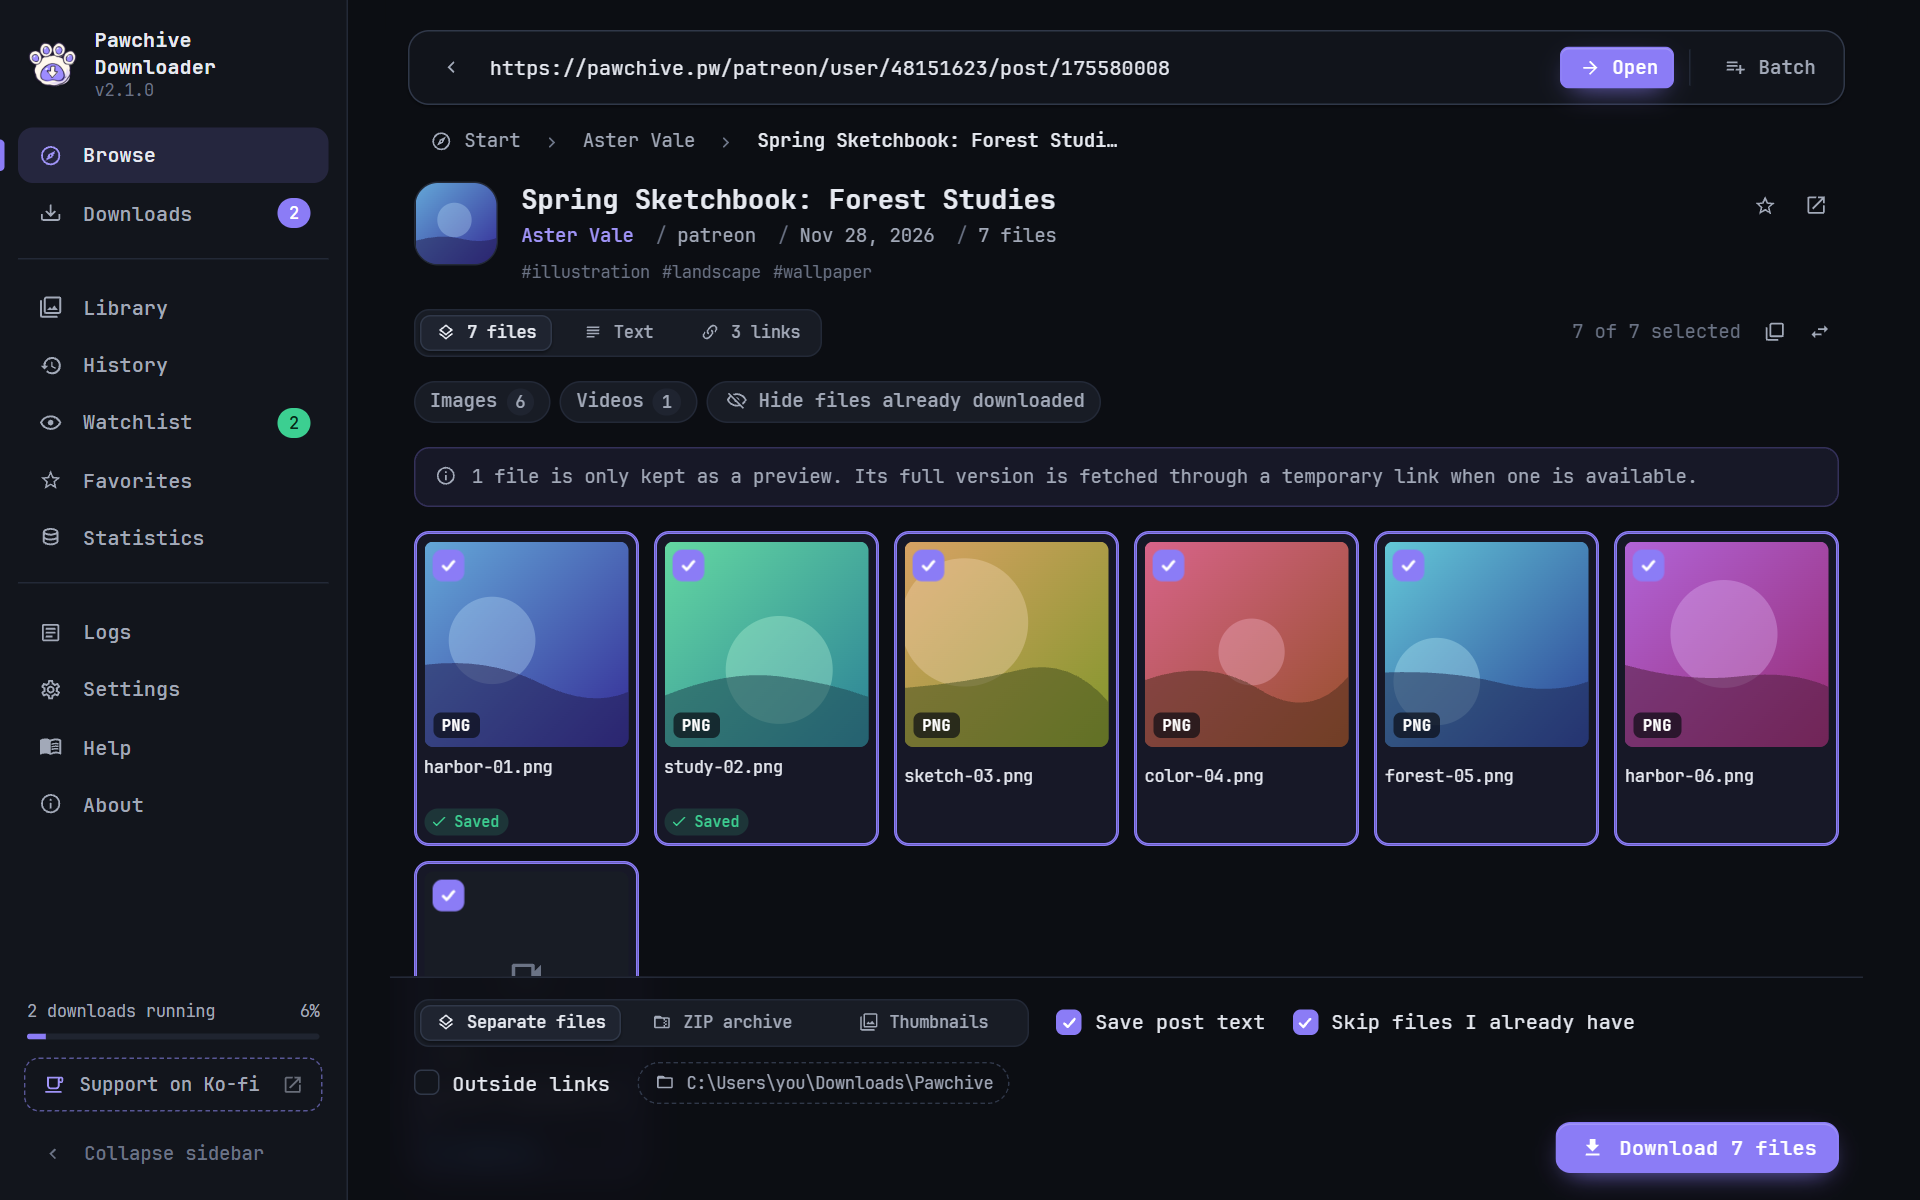 Pawchive
Downloader
v2.1.0
Browse
Downloads 2
Library
History
Watchlist 2
Favorites
Statistics
Logs
Settings
Help
About
2 downloads running 6%
Support on Ko-fi
Collapse sidebar
https://pawchive.pw/patreon/user/48151623/post/175580008
Open
Batch
Start > Aster Vale > Spring Sketchbook: Forest Studi…
Spring Sketchbook: Forest Studies
Aster Vale / patreon / Nov 28, 2026 / 7 files
#illustration #landscape #wallpaper
7 files Text 3 links
7 of 7 selected
Images 6 Videos 1 Hide files already downloaded
1 file is only kept as a preview. Its full version is fetched through a temporary link when one is available.
PNG PNG PNG PNG PNG PNG
harbor-01.png study-02.png sketch-03.png color-04.png forest-05.png harbor-06.png
Saved Saved
Separate files ZIP archive Thumbnails
Save post text Skip files I already have
Outside links C:\Users\you\Downloads\Pawchive
Download 7 files